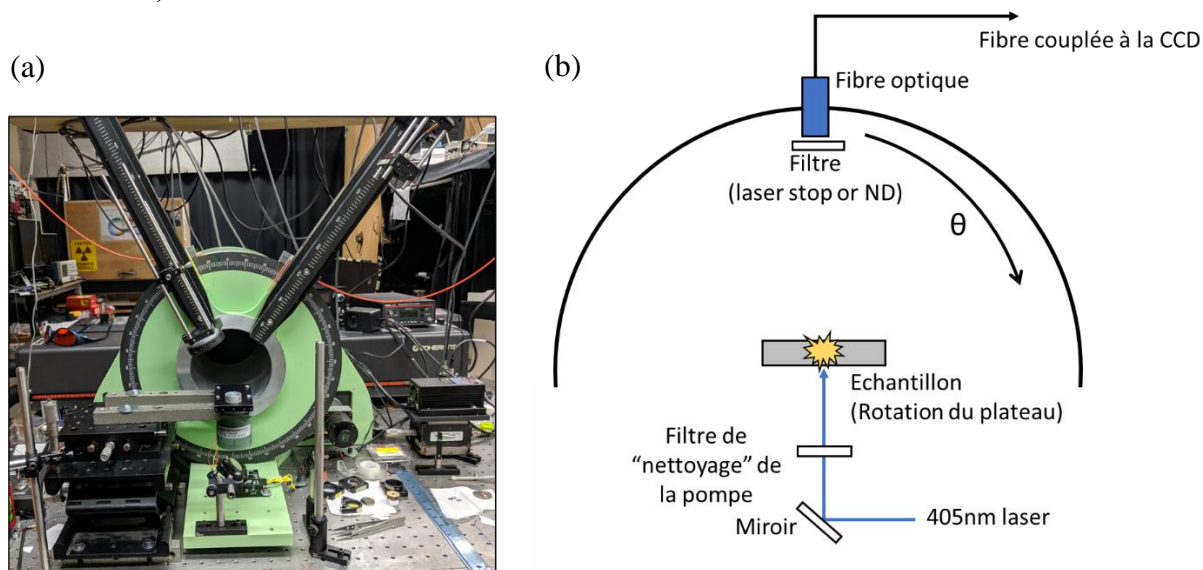 (a)
(b)
Fibre couplée à la CCD
Fibre optique
Filtre
(laser stop or ND)
θ
Echantillon
(Rotation du plateau)
Filtre de
“nettoyage” de
la pompe
Miroir
405nm laser
COHERENT